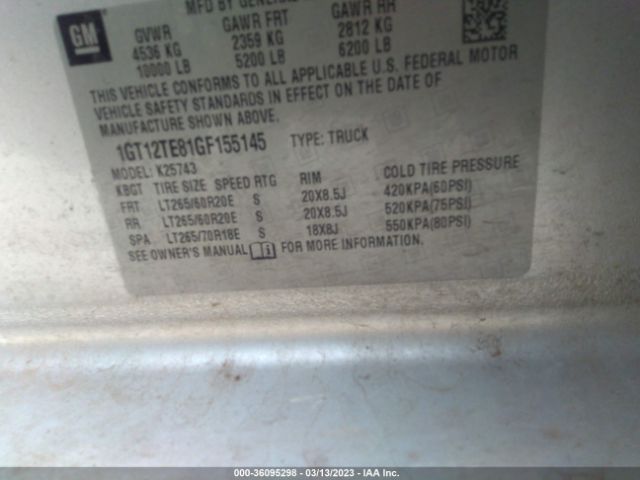 GM
MFD BY GENERAL
GVWR GAWR FRT GAWR RR
4536 KG 2359 KG 2812 KG
10000 LB 5200 LB 6200 LB
THIS VEHICLE CONFORMS TO ALL APPLICABLE U.S. FEDERAL MOTOR
VEHICLE SAFETY STANDARDS IN EFFECT ON THE DATE OF
MANUFACTURE SHOWN ABOVE.
1GT12TE81GF155145 TYPE: TRUCK
MODEL: K25743
KBGT TIRE SIZE SPEED RTG RIM COLD TIRE PRESSURE
FRT LT265/60R20E S 20X8.5J 420KPA(60PSI)
RR LT265/60R20E S 20X8.5J 520KPA(75PSI)
SPA LT265/70R18E S 18X8J 550KPA(80PSI)
SEE OWNER'S MANUAL FOR MORE INFORMATION.
000-36095298 - 03/13/2023 - IAA Inc.